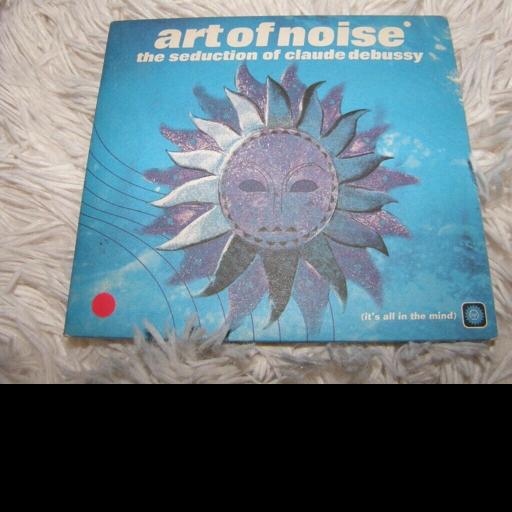 art of noise
the seduction of claude debussy
(it's all in the mind)